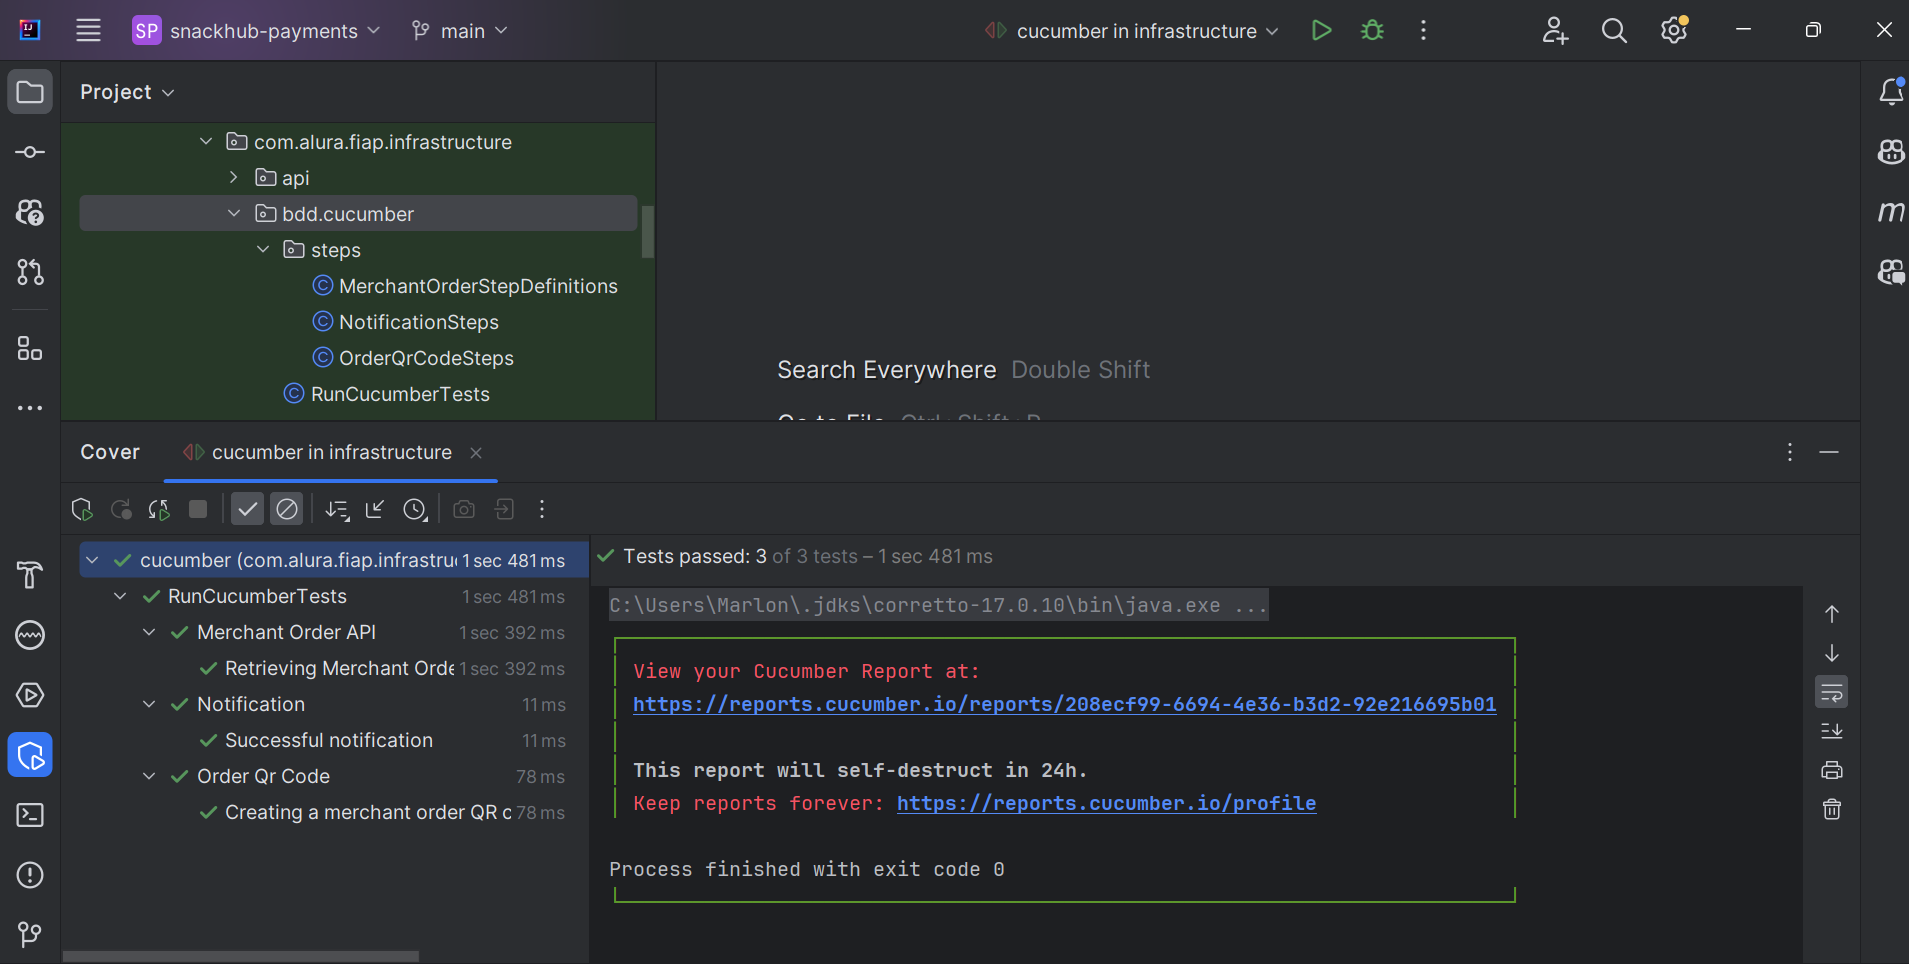 SP snackhub-payments main cucumber in infrastructure
Project
com.alura.fiap.infrastructure
api
bdd.cucumber
steps
MerchantOrderStepDefinitions
NotificationSteps
OrderQrCodeSteps
RunCucumberTests
Search Everywhere Double Shift
Cover cucumber in infrastructure
cucumber (com.alura.fiap.infrastru 1 sec 481 ms
RunCucumberTests 1 sec 481 ms
Merchant Order API 1 sec 392 ms
Retrieving Merchant Orde 1 sec 392 ms
Notification 11 ms
Successful notification 11 ms
Order Qr Code 78 ms
Creating a merchant order QR c 78 ms
Tests passed: 3 of 3 tests – 1 sec 481 ms
C:\Users\Marlon\.jdks\corretto-17.0.10\bin\java.exe ...
View your Cucumber Report at:
https://reports.cucumber.io/reports/208ecf99-6694-4e36-b3d2-92e216695b01
This report will self-destruct in 24h.
Keep reports forever: https://reports.cucumber.io/profile
Process finished with exit code 0